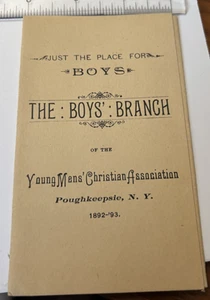 JUST THE PLACE FOR
BOYS
THE : BOYS' : BRANCH
OF THE
Young Mens' Christian Association
Poughkeepsie, N. Y.
1892-'93.